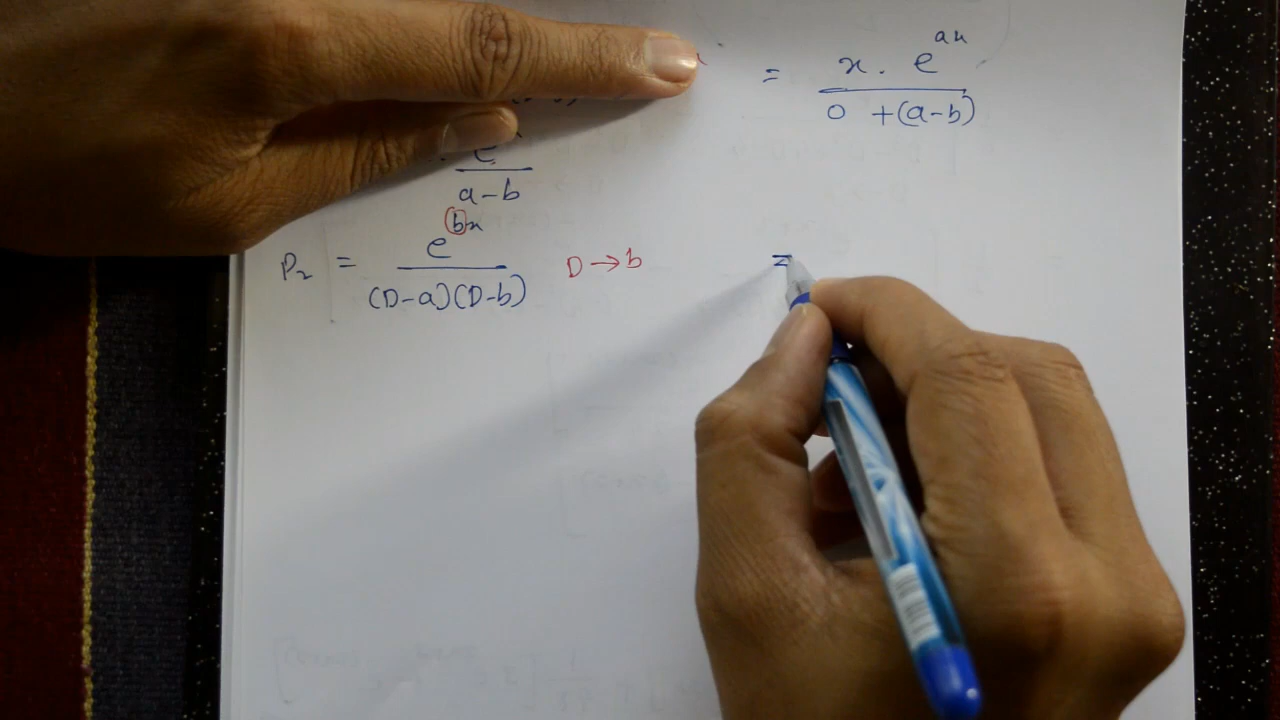 = x . e^{ax} / 0 + (a-b)
e / a-b
P₂ = e^{bx} / (D-a)(D-b) D → b =